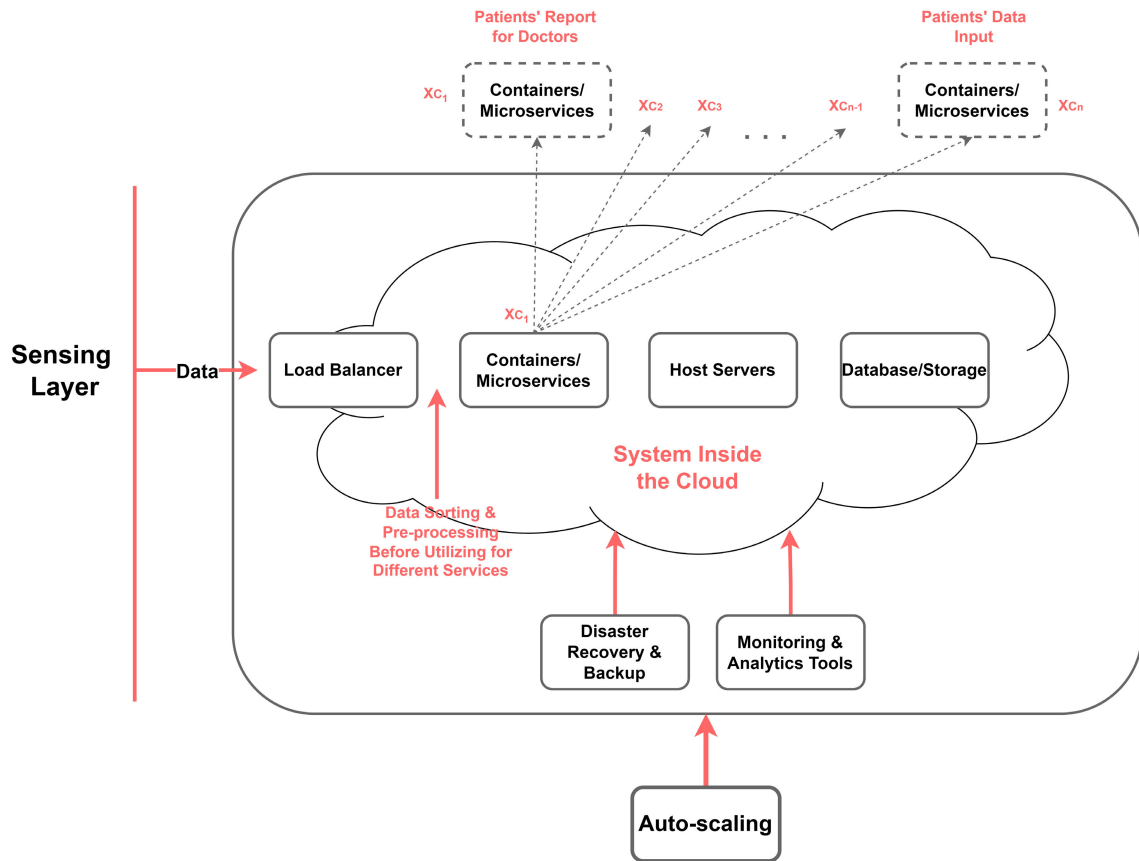 Patients' Report
for Doctors
Patients' Data
Input
XC1
Containers/
Microservices
XC2
XC3
. . .
XCn-1
Containers/
Microservices
XCn
XC1
Sensing
Layer
Data
Load Balancer
Containers/
Microservices
Host Servers
Database/Storage
System Inside
the Cloud
Data Sorting &
Pre-processing
Before Utilizing for
Different Services
Disaster
Recovery &
Backup
Monitoring &
Analytics Tools
Auto-scaling